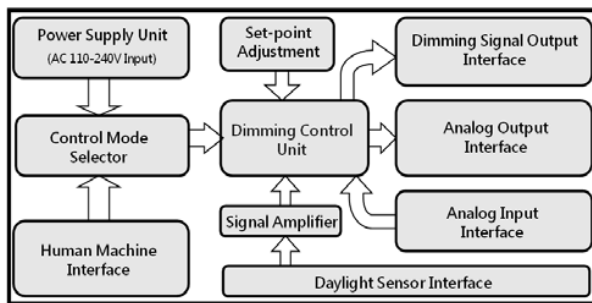 Power Supply Unit
(AC 110-240V Input)
Set-point
Adjustment
Dimming Signal Output
Interface
Control Mode
Selector
Dimming Control
Unit
Analog Output
Interface
Human Machine
Interface
Signal Amplifier
Analog Input
Interface
Daylight Sensor Interface